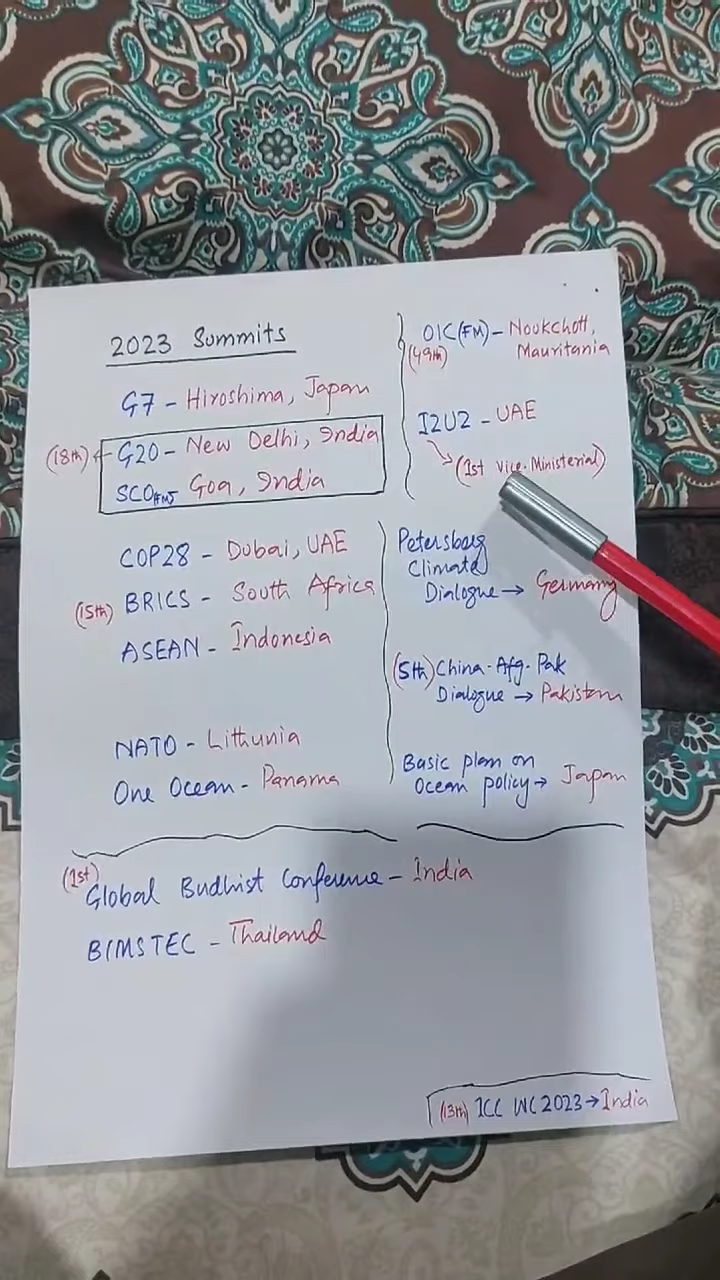 2023 Summits
G7 - Hiroshima, Japan
(18th) ← G20 - New Delhi, India
SCO(FM) Goa, India
COP28 - Dubai, UAE
(15th) BRICS - South Africa
ASEAN - Indonesia
NATO - Lithunia
One Ocean - Panama
OIC(FM) - Nookchott,
(49th) Mauritania
I2U2 - UAE
(1st Vice-Ministerial)
Petersberg
Climate
Dialogue → Germany
(5th) China-Afg-Pak
Dialogue → Pakistan
Basic plan on
Ocean policy → Japan
(1st)
Global Budhist Conference - India
BIMSTEC - Thailand
(13th) ICC WC 2023 → India